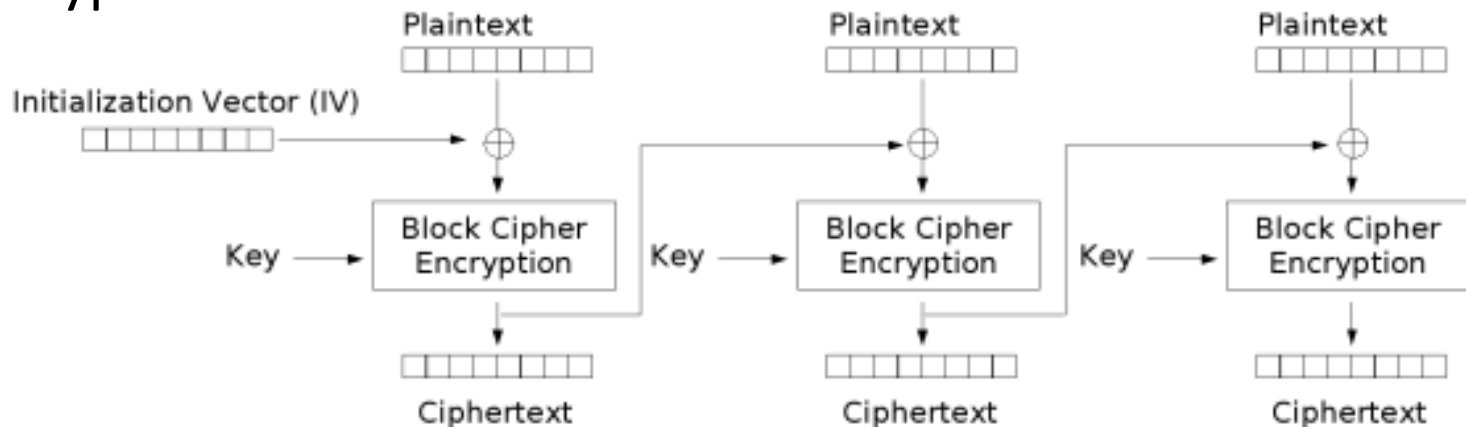 Plaintext Plaintext Plaintext
Initialization Vector (IV)
Key Block Cipher Encryption Key Block Cipher Encryption Key Block Cipher Encryption
Ciphertext Ciphertext Ciphertext